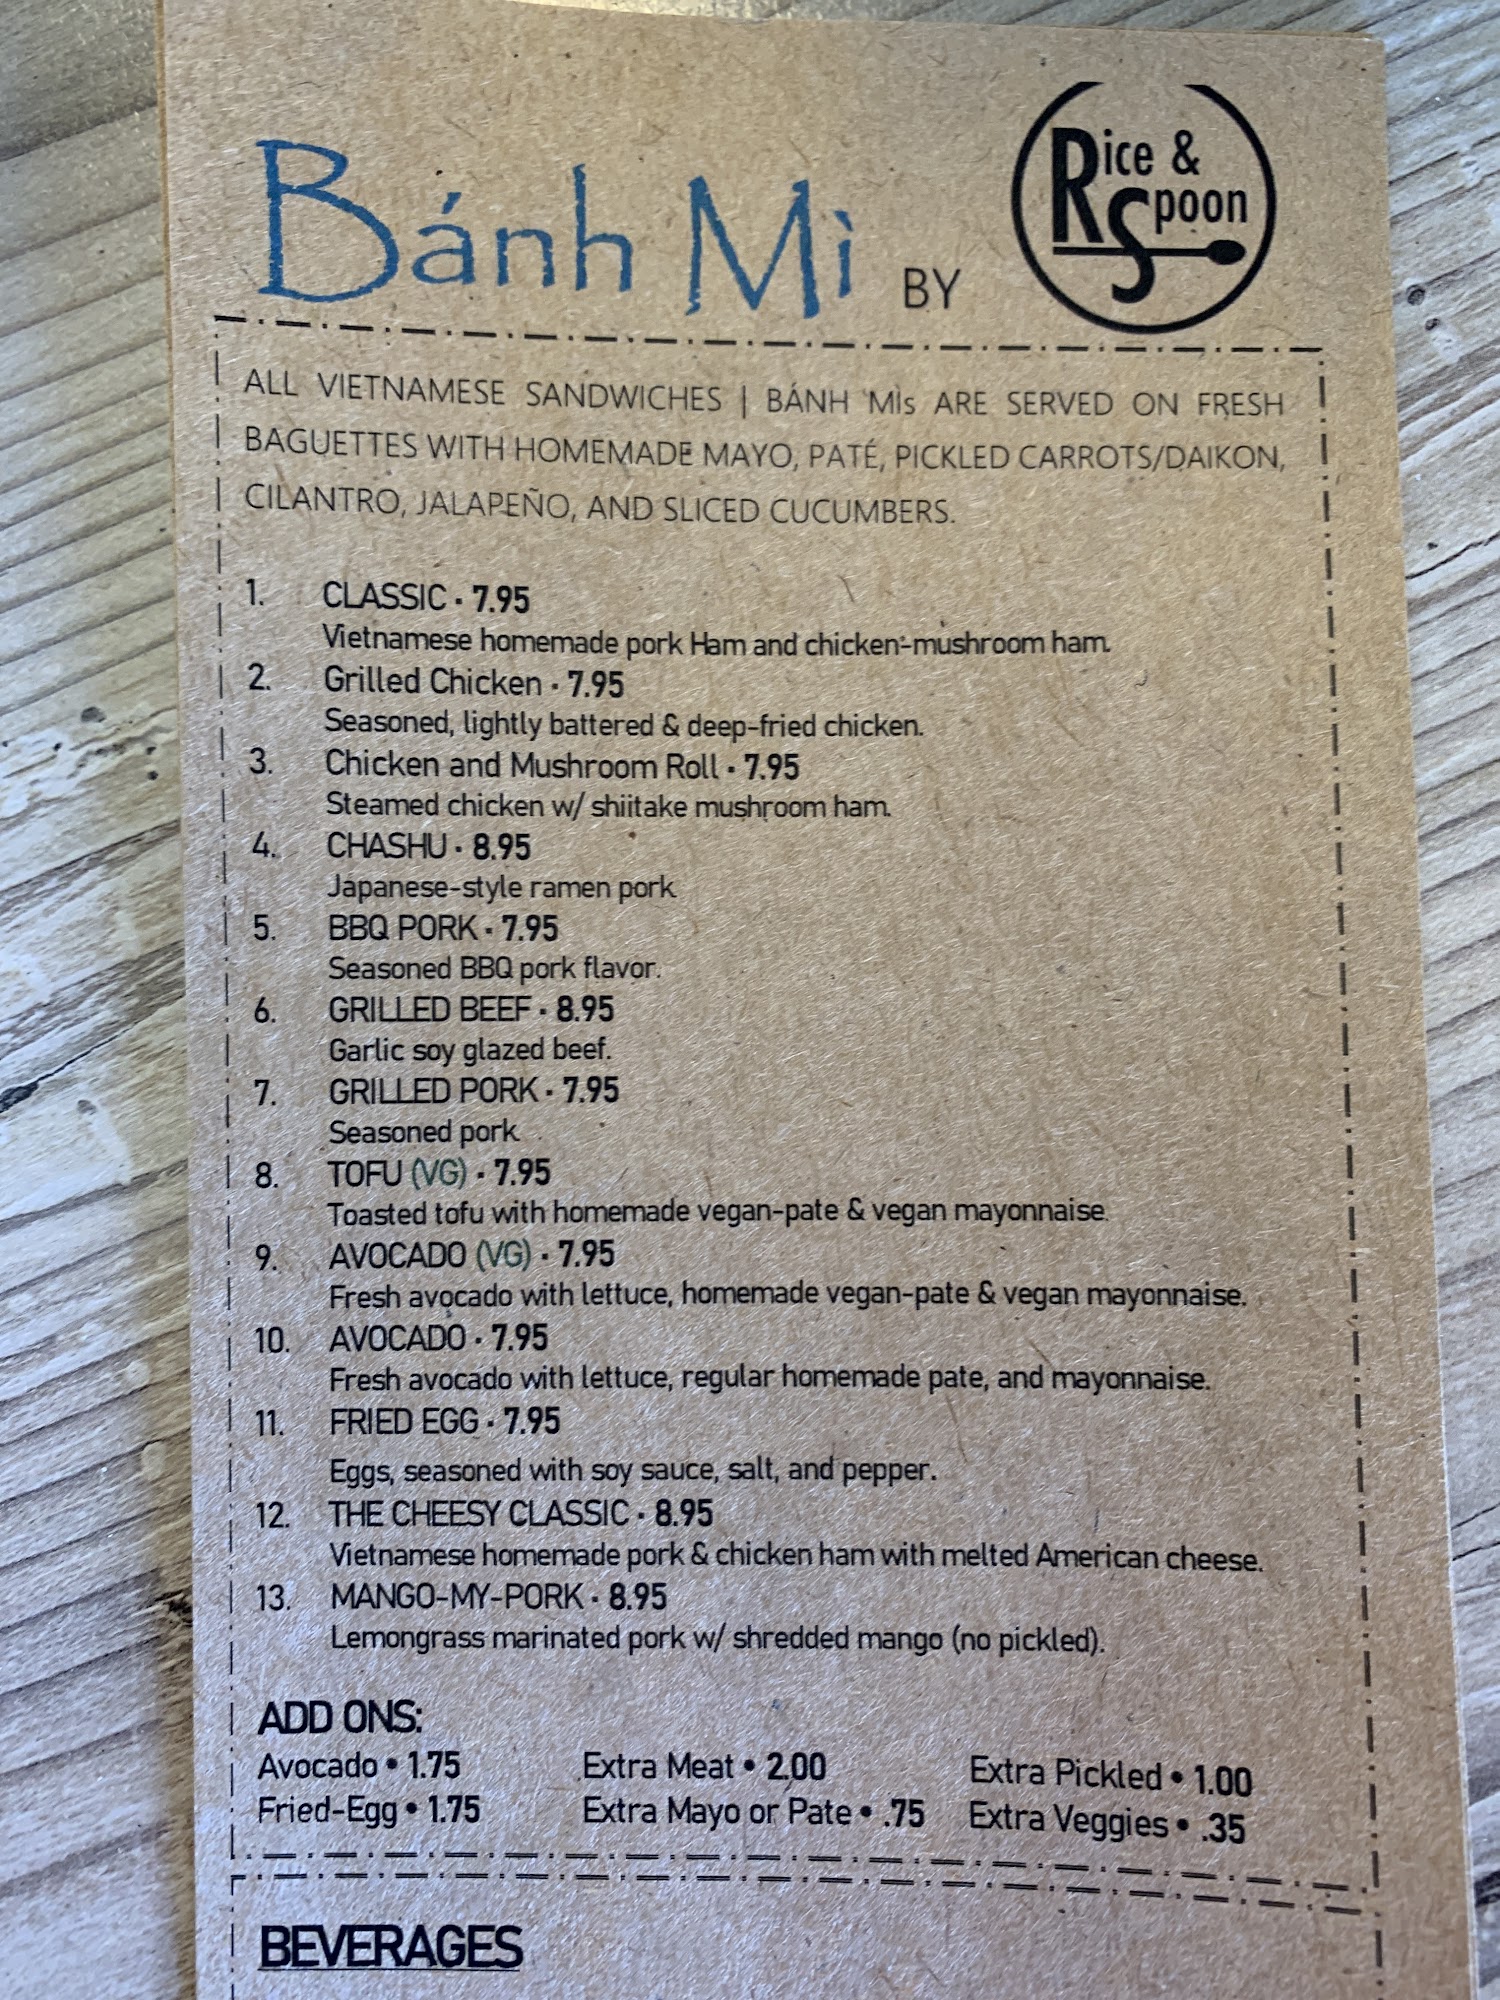 Bánh Mì BY Rice & Spoon
ALL VIETNAMESE SANDWICHES | BÁNH MÌs ARE SERVED ON FRESH
BAGUETTES WITH HOMEMADE MAYO, PATÉ, PICKLED CARROTS/DAIKON,
CILANTRO, JALAPEÑO, AND SLICED CUCUMBERS.
1. CLASSIC · 7.95
Vietnamese homemade pork Ham and chicken-mushroom ham.
2. Grilled Chicken · 7.95
Seasoned, lightly battered & deep-fried chicken.
3. Chicken and Mushroom Roll · 7.95
Steamed chicken w/ shiitake mushroom ham.
4. CHASHU · 8.95
Japanese-style ramen pork
5. BBQ PORK · 7.95
Seasoned BBQ pork flavor.
6. GRILLED BEEF · 8.95
Garlic soy glazed beef.
7. GRILLED PORK · 7.95
Seasoned pork
8. TOFU (VG) · 7.95
Toasted tofu with homemade vegan-pate & vegan mayonnaise.
9. AVOCADO (VG) · 7.95
Fresh avocado with lettuce, homemade vegan-pate & vegan mayonnaise.
10. AVOCADO · 7.95
Fresh avocado with lettuce, regular homemade pate, and mayonnaise.
11. FRIED EGG · 7.95
Eggs, seasoned with soy sauce, salt, and pepper.
12. THE CHEESY CLASSIC · 8.95
Vietnamese homemade pork & chicken ham with melted American cheese.
13. MANGO-MY-PORK · 8.95
Lemongrass marinated pork w/ shredded mango (no pickled).
ADD ONS:
Avocado • 1.75 Extra Meat • 2.00 Extra Pickled • 1.00
Fried-Egg • 1.75 Extra Mayo or Pate • .75 Extra Veggies • .35
BEVERAGES